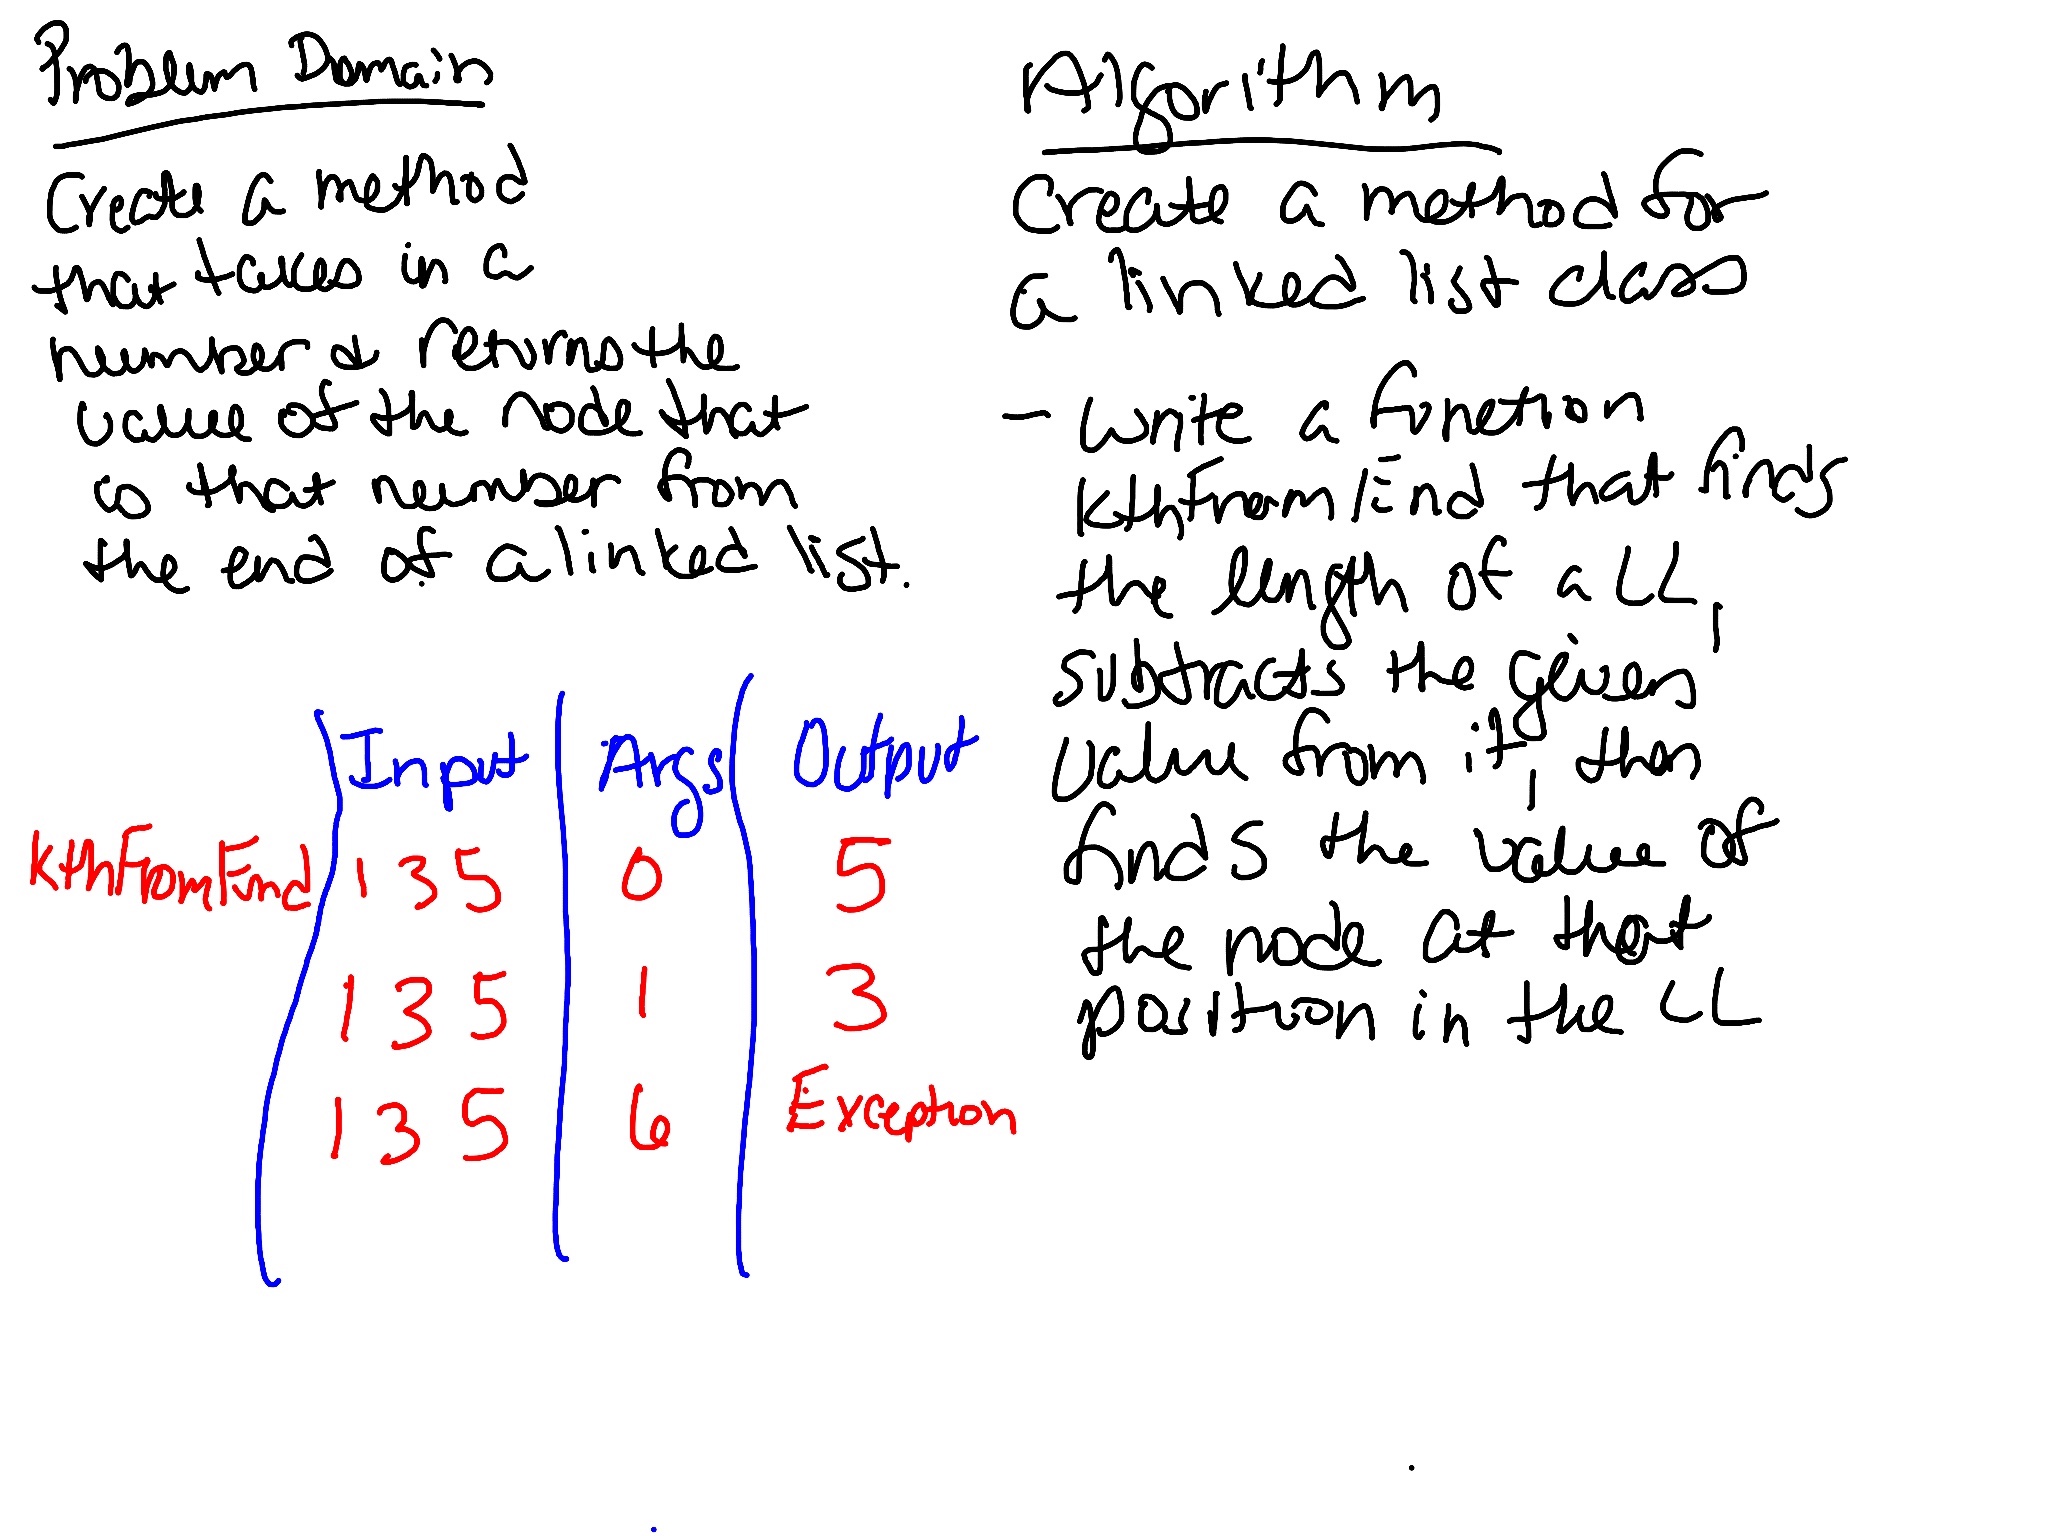 Problem Domain
Create a method
that takes in a
number & returns the
value of the node that
is that number from
the end of a linked list.
Input Args Output
kthFromEnd 1 3 5 0 5
1 3 5 1 3
1 3 5 6 Exception
Algorithm
Create a method for
a linked list class
- Write a function
kthFrom/End that finds
the length of a LL,
subtracts the given
value from it, then
finds the value of
the node at that
position in the LL